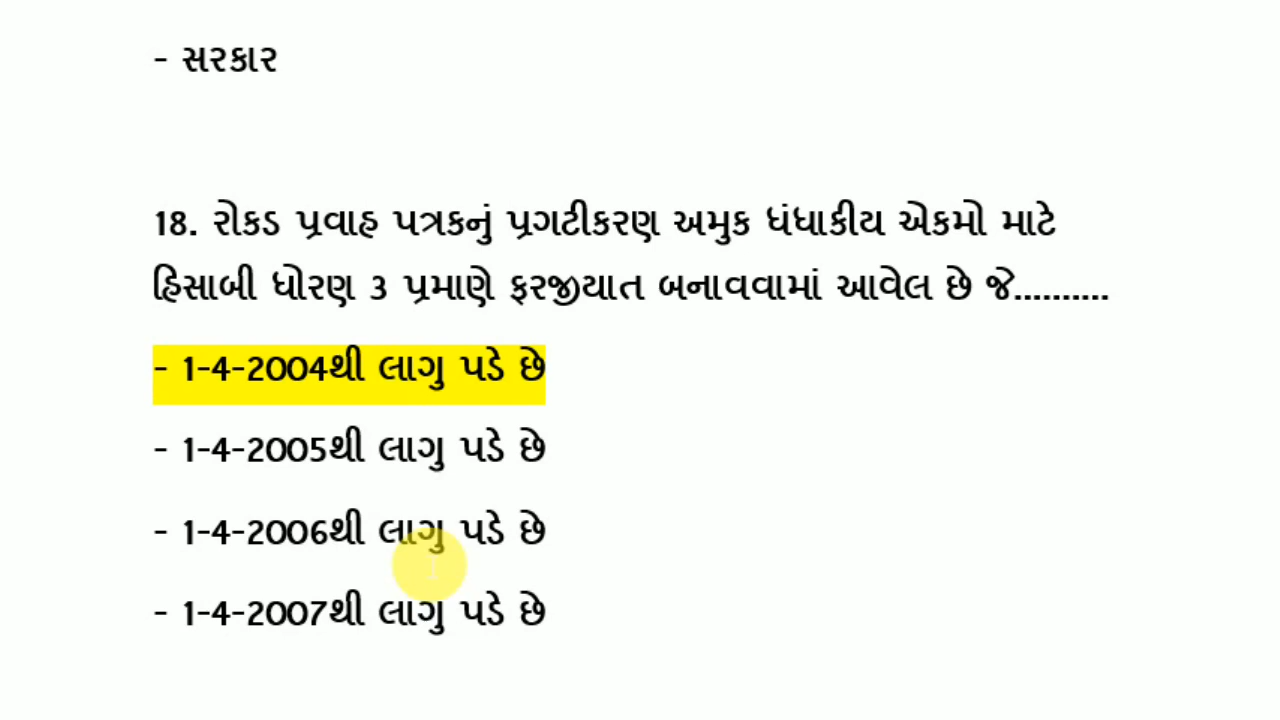 - સરકાર
18. રોકડ પ્રવાહ પત્રકનું પ્રગટીકરણ અમુક ધંધાકીય એકમો માટે
હિસાબી ધોરણ 3 પ્રમાણે ફરજીયાત બનાવવામાં આવેલ છે જે..........
- 1-4-2004થી લાગુ પડે છે
- 1-4-2005થી લાગુ પડે છે
- 1-4-2006થી લાગુ પડે છે
- 1-4-2007થી લાગુ પડે છે